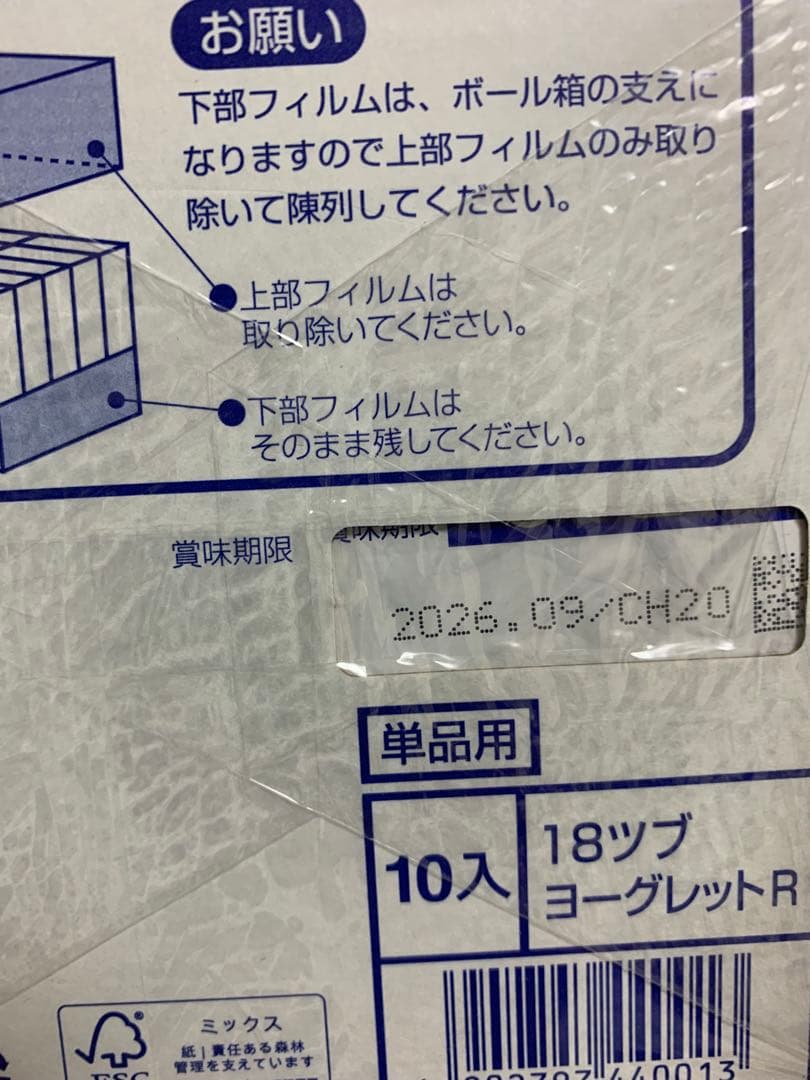 お願い
下部フィルムは、ボール箱の支えに
なりますので上部フィルムのみ取り
除いて陳列してください。
上部フィルムは
取り除いてください。
下部フィルムは
そのまま残してください。
賞味期限
賞味期限
2026.09/CH20
単品用
10入
18ツブ
ヨーグレットR
440013
ミックス
紙|責任ある森林
管理を支えています
FSC